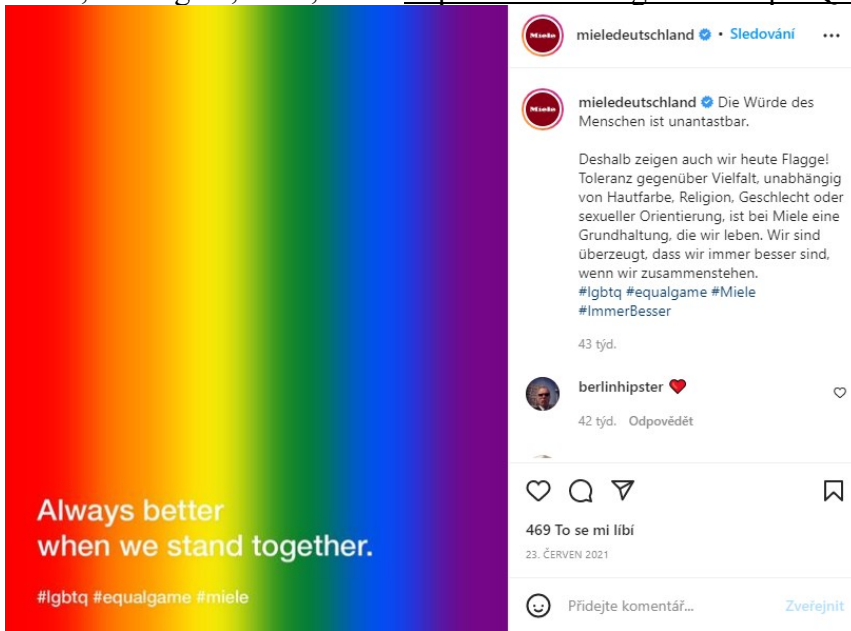 mieledeutschland • Sledování
Miele
mieledeutschland Die Würde des
Menschen ist unantastbar.
Deshalb zeigen auch wir heute Flagge!
Toleranz gegenüber Vielfalt, unabhängig
von Hautfarbe, Religion, Geschlecht oder
sexueller Orientierung, ist bei Miele eine
Grundhaltung, die wir leben. Wir sind
überzeugt, dass wir immer besser sind,
wenn wir zusammenstehen.
#lgbtq #equalgame #Miele
#ImmerBesser
43 týd.
berlinhipster ❤️
42 týd. Odpovědět
469 To se mi líbí
23. ČERVEN 2021
Přidejte komentář... Zveřejnit
Always better
when we stand together.
#lgbtq #equalgame #miele